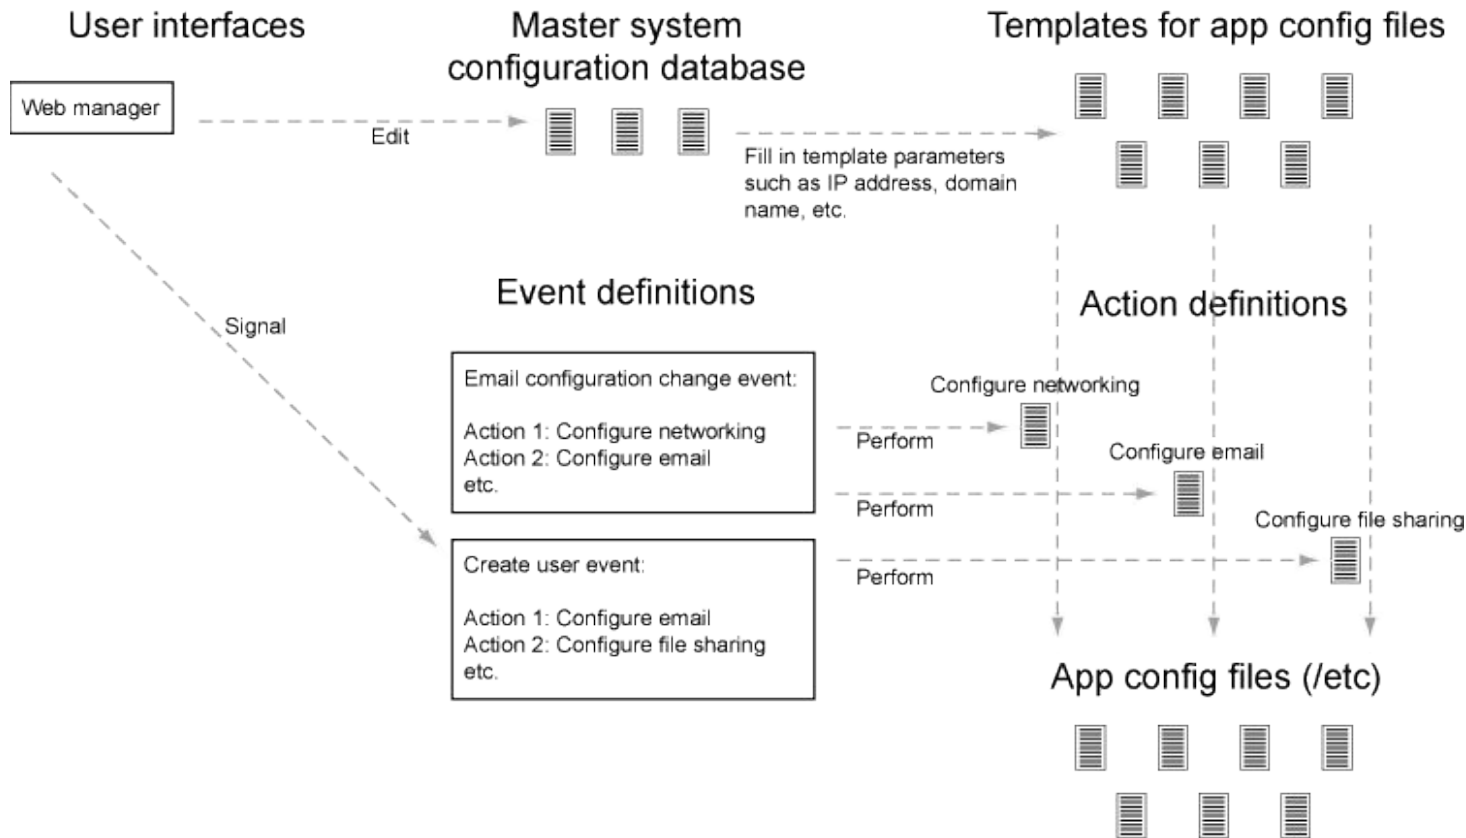 User interfaces
Master system
configuration database
Templates for app config files
Web manager
Edit
Fill in template parameters
such as IP address, domain
name, etc.
Signal
Event definitions
Action definitions
Email configuration change event:
Action 1: Configure networking
Action 2: Configure email
etc.
Perform
Configure networking
Perform
Configure email
Create user event:
Action 1: Configure email
Action 2: Configure file sharing
etc.
Perform
Configure file sharing
App config files (/etc)